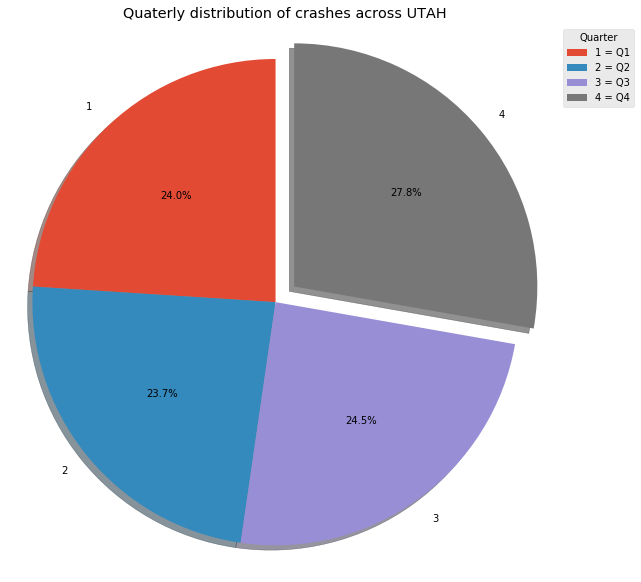 Quaterly distribution of crashes across UTAH
Quarter
1 = Q1
2 = Q2
3 = Q3
4 = Q4
1
4
24.0%
27.8%
23.7%
24.5%
2
3